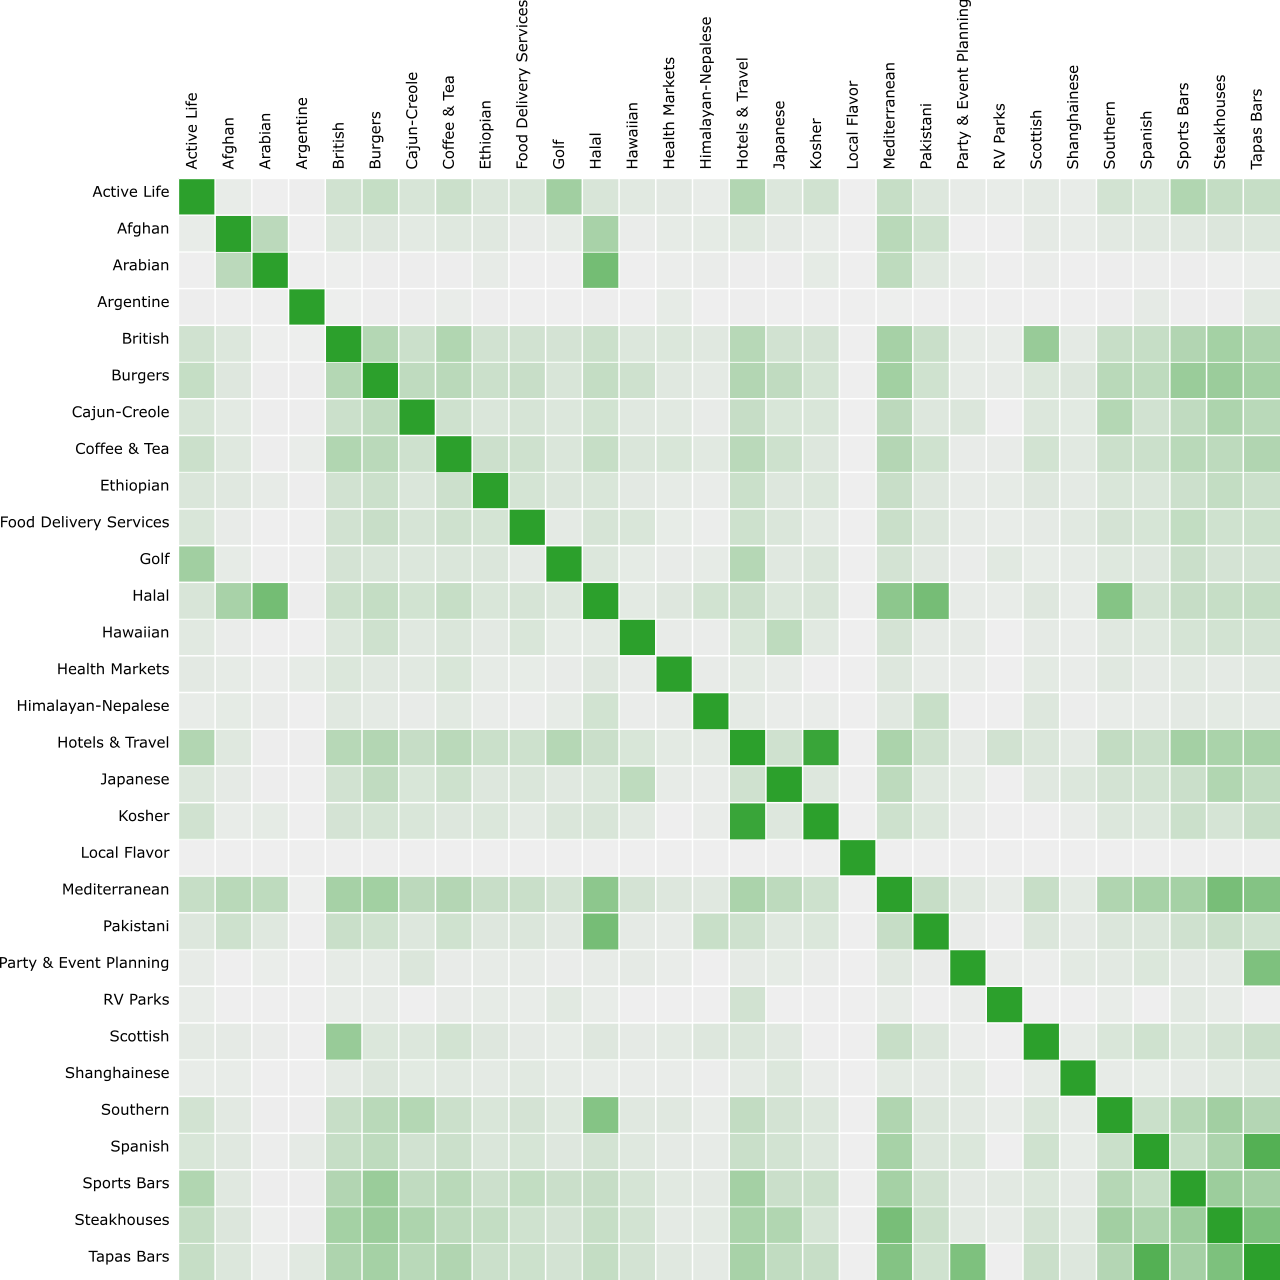 Active Life
Afghan
Arabian
Argentine
British
Burgers
Cajun-Creole
Coffee & Tea
Ethiopian
Food Delivery Services
Golf
Halal
Hawaiian
Health Markets
Himalayan-Nepalese
Hotels & Travel
Japanese
Kosher
Local Flavor
Mediterranean
Pakistani
Party & Event Planning
RV Parks
Scottish
Shanghainese
Southern
Spanish
Sports Bars
Steakhouses
Tapas Bars
Active Life
Afghan
Arabian
Argentine
British
Burgers
Cajun-Creole
Coffee & Tea
Ethiopian
Food Delivery Services
Golf
Halal
Hawaiian
Health Markets
Himalayan-Nepalese
Hotels & Travel
Japanese
Kosher
Local Flavor
Mediterranean
Pakistani
Party & Event Planning
RV Parks
Scottish
Shanghainese
Southern
Spanish
Sports Bars
Steakhouses
Tapas Bars